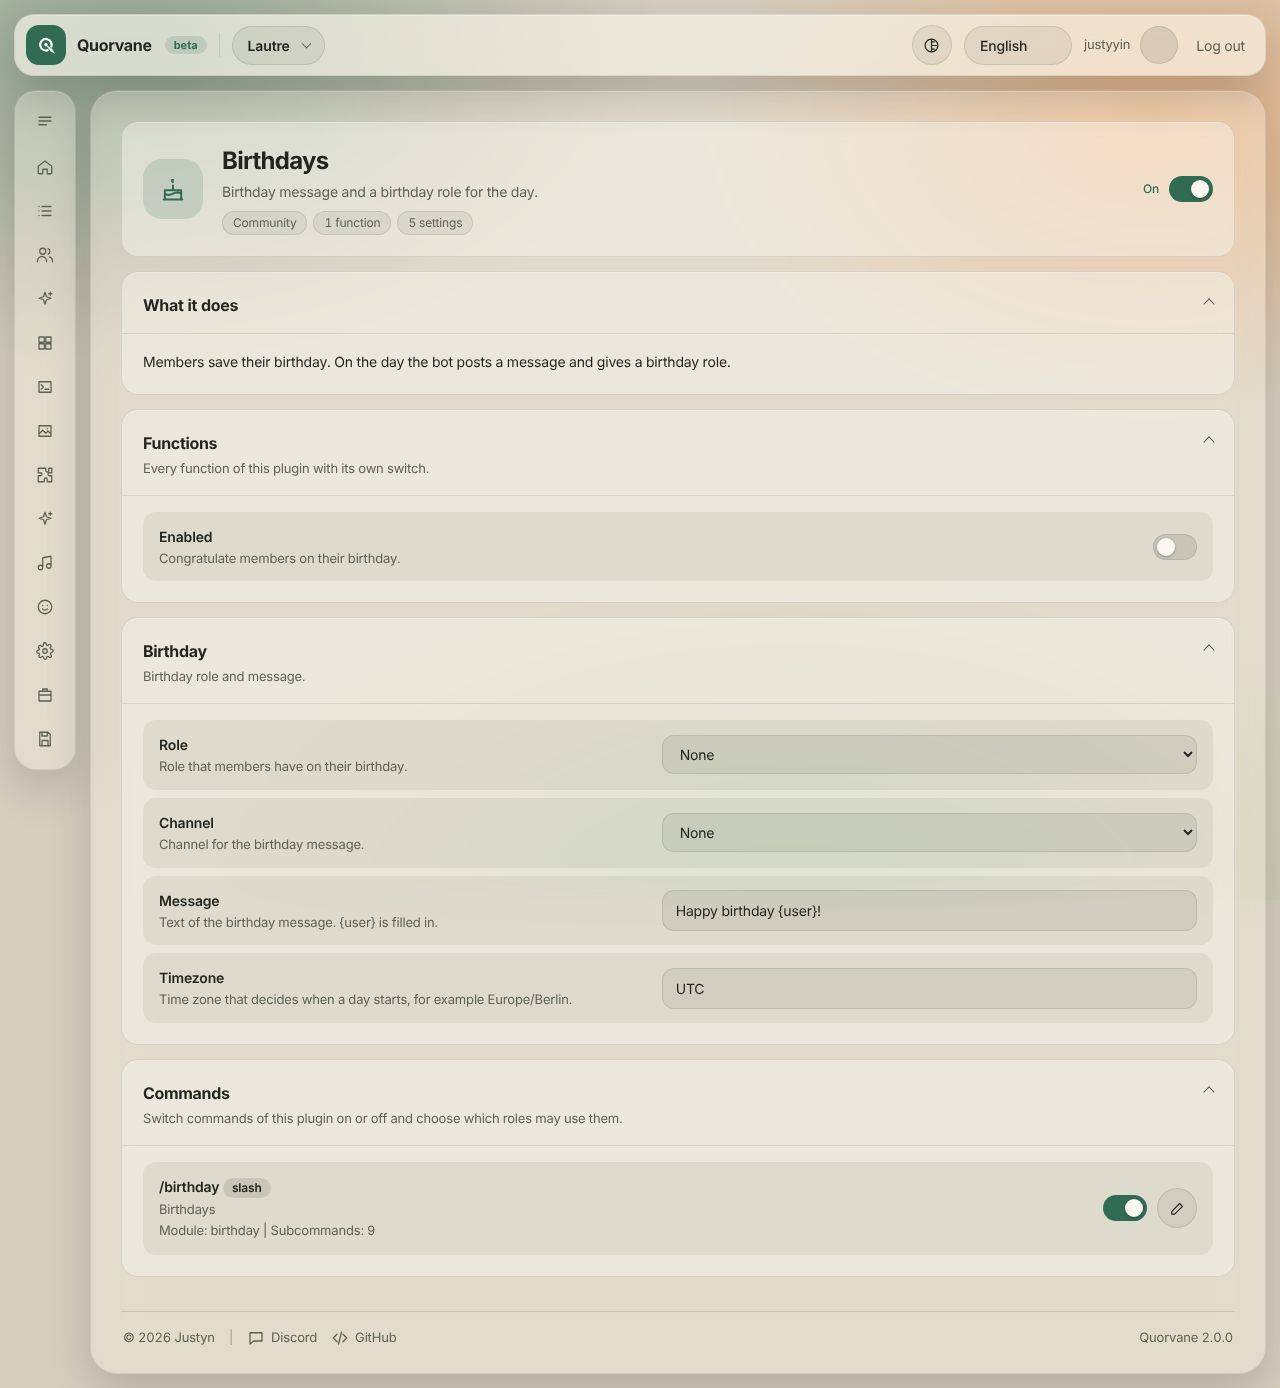 Quorvane beta Lautre English justyyin Log out
Birthdays
Birthday message and a birthday role for the day.
Community 1 function 5 settings
On
What it does
Members save their birthday. On the day the bot posts a message and gives a birthday role.
Functions
Every function of this plugin with its own switch.
Enabled
Congratulate members on their birthday.
Birthday
Birthday role and message.
Role
Role that members have on their birthday.
None
Channel
Channel for the birthday message.
None
Message
Text of the birthday message. {user} is filled in.
Happy birthday {user}!
Timezone
Time zone that decides when a day starts, for example Europe/Berlin.
UTC
Commands
Switch commands of this plugin on or off and choose which roles may use them.
/birthday slash
Birthdays
Module: birthday | Subcommands: 9
© 2026 Justyn | Discord GitHub Quorvane 2.0.0